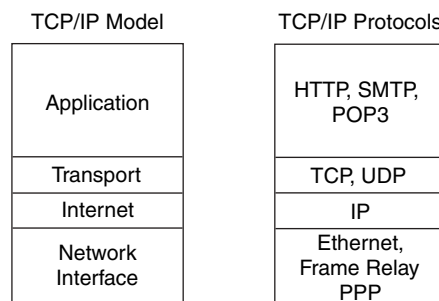 TCP/IP Model
Application
Transport
Internet
Network
Interface
TCP/IP Protocols
HTTP, SMTP,
POP3
TCP, UDP
IP
Ethernet,
Frame Relay
PPP